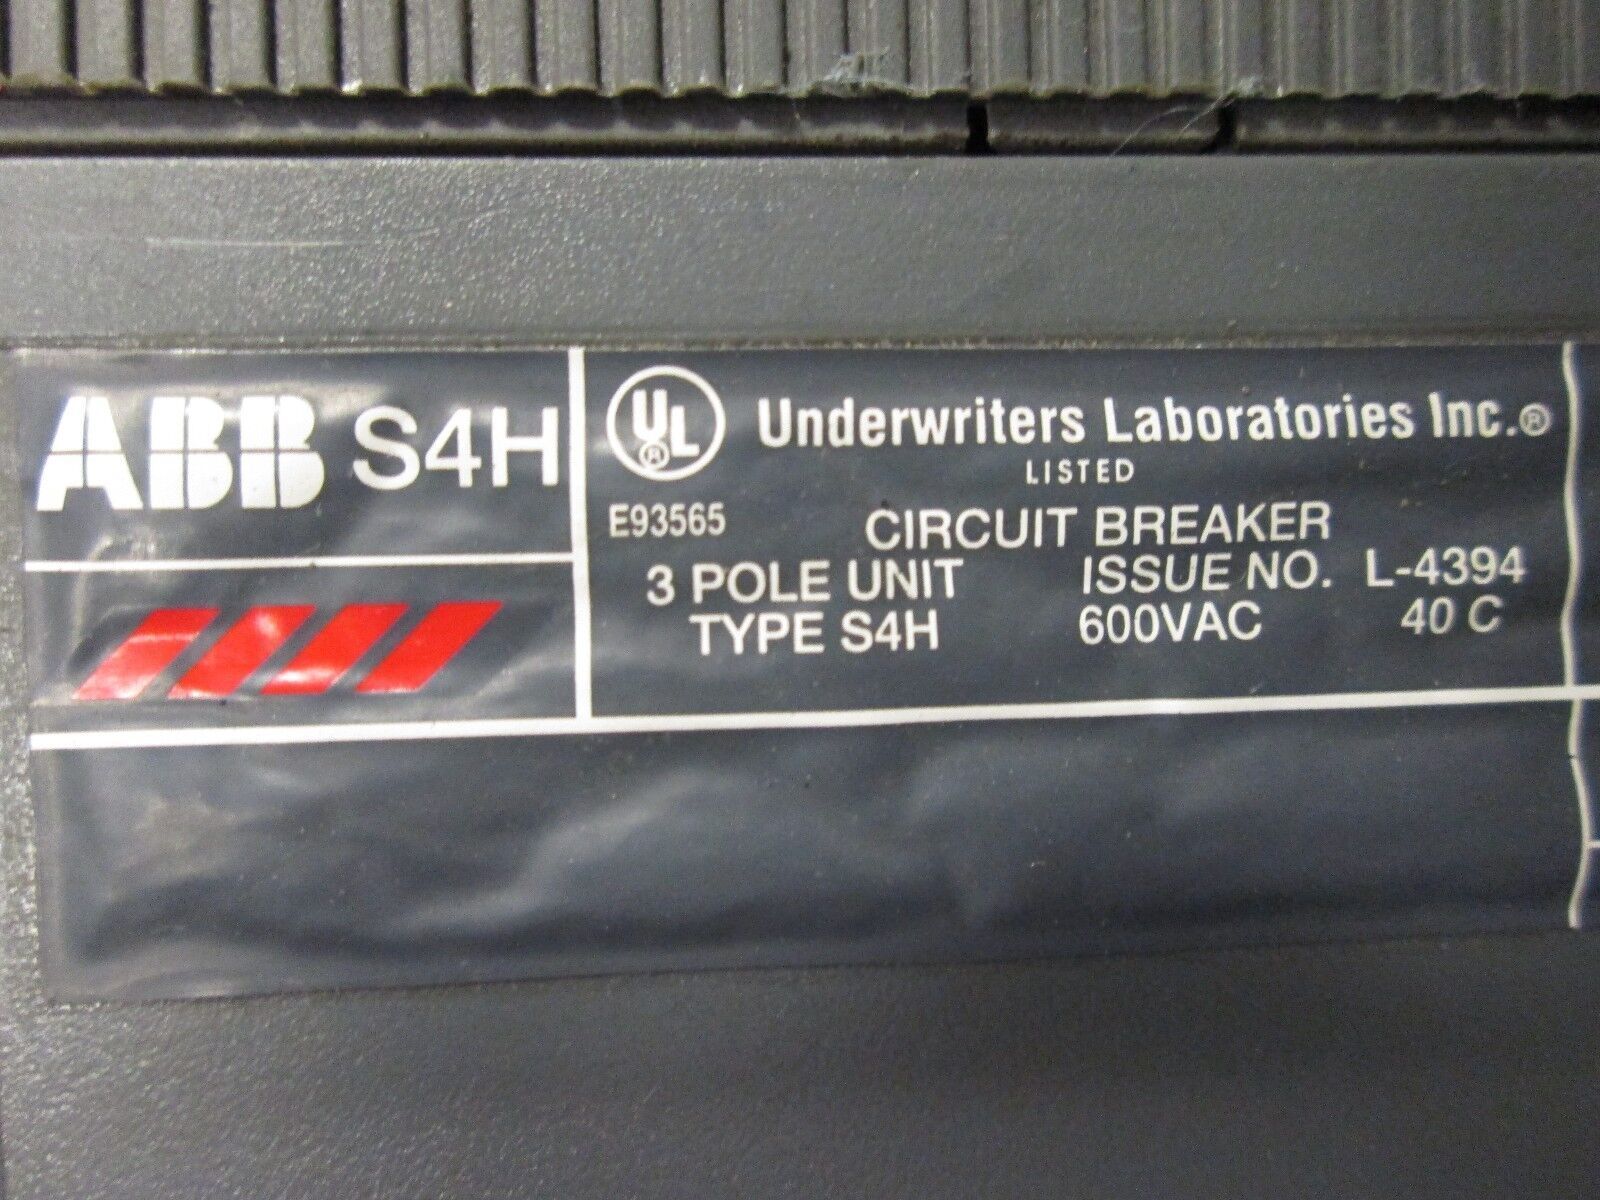 ABB S4H
UL ® Underwriters Laboratories Inc.®
LISTED
E93565 CIRCUIT BREAKER
3 POLE UNIT ISSUE NO. L-4394
TYPE S4H 600VAC 40 C